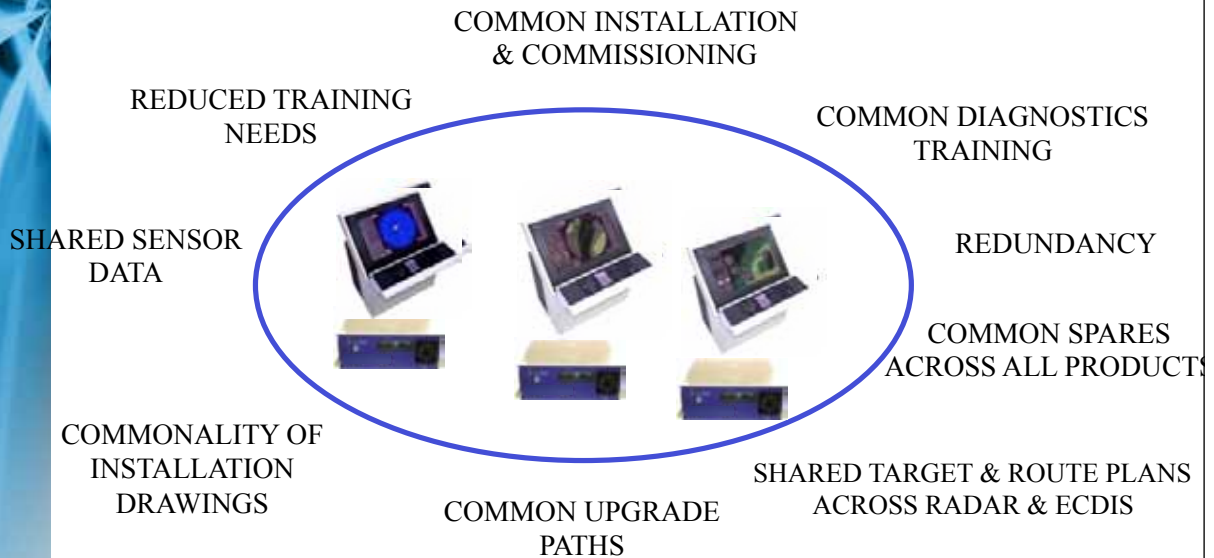 COMMON INSTALLATION
& COMMISSIONING
REDUCED TRAINING
NEEDS
COMMON DIAGNOSTICS
TRAINING
SHARED SENSOR
DATA
REDUNDANCY
COMMON SPARES
ACROSS ALL PRODUCTS
COMMONALITY OF
INSTALLATION
DRAWINGS
SHARED TARGET & ROUTE PLANS
ACROSS RADAR & ECDIS
COMMON UPGRADE
PATHS